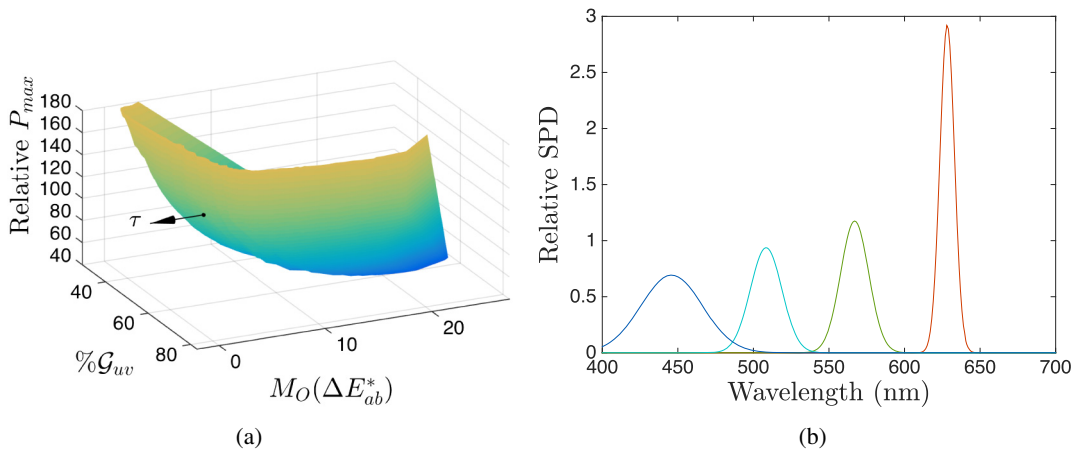 Relative P_max
180
160
140
120
100
80
60
40
τ
40
60
80
%𝒢_uv
0
10
20
M_O(ΔE*_ab)
(a)
Relative SPD
3
2.5
2
1.5
1
0.5
0
400 450 500 550 600 650 700
Wavelength (nm)
(b)